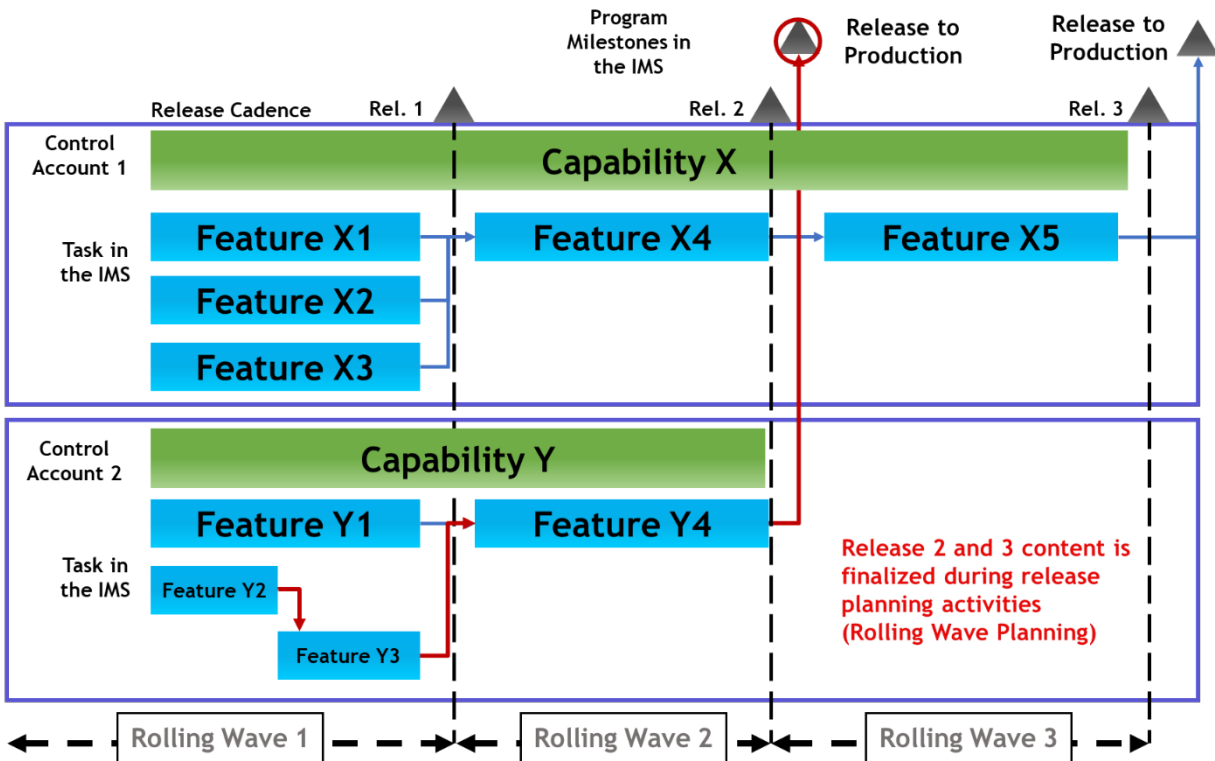 Program
Milestones in
the IMS
Release to
Production
Release to
Production
Release Cadence
Rel. 1
Rel. 2
Rel. 3
Control
Account 1
Capability X
Task in
the IMS
Feature X1
Feature X4
Feature X5
Feature X2
Feature X3
Control
Account 2
Capability Y
Feature Y1
Feature Y4
Task in
the IMS
Feature Y2
Feature Y3
Release 2 and 3 content is
finalized during release
planning activities
(Rolling Wave Planning)
Rolling Wave 1
Rolling Wave 2
Rolling Wave 3